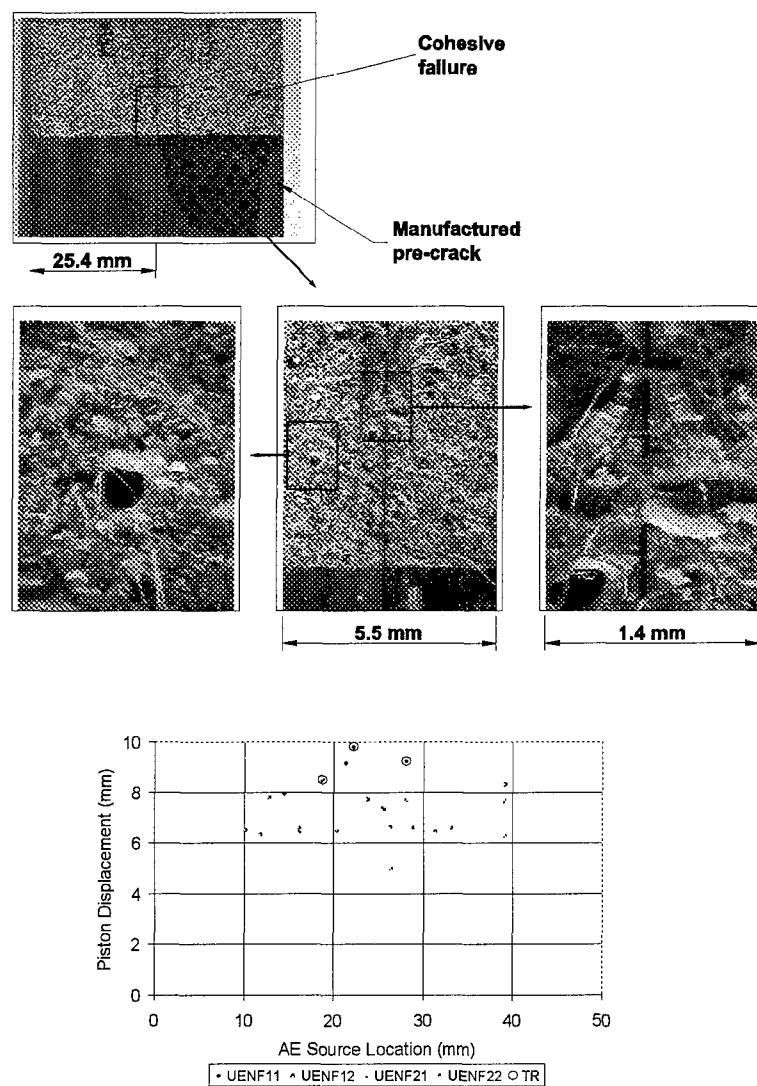 Cohesive
failure
Manufactured
pre-crack
25.4 mm
5.5 mm
1.4 mm
10
8
6
4
2
0
Piston Displacement (mm)
0 10 20 30 40 50
AE Source Location (mm)
UENF11 UENF12 UENF21 UENF22 TR